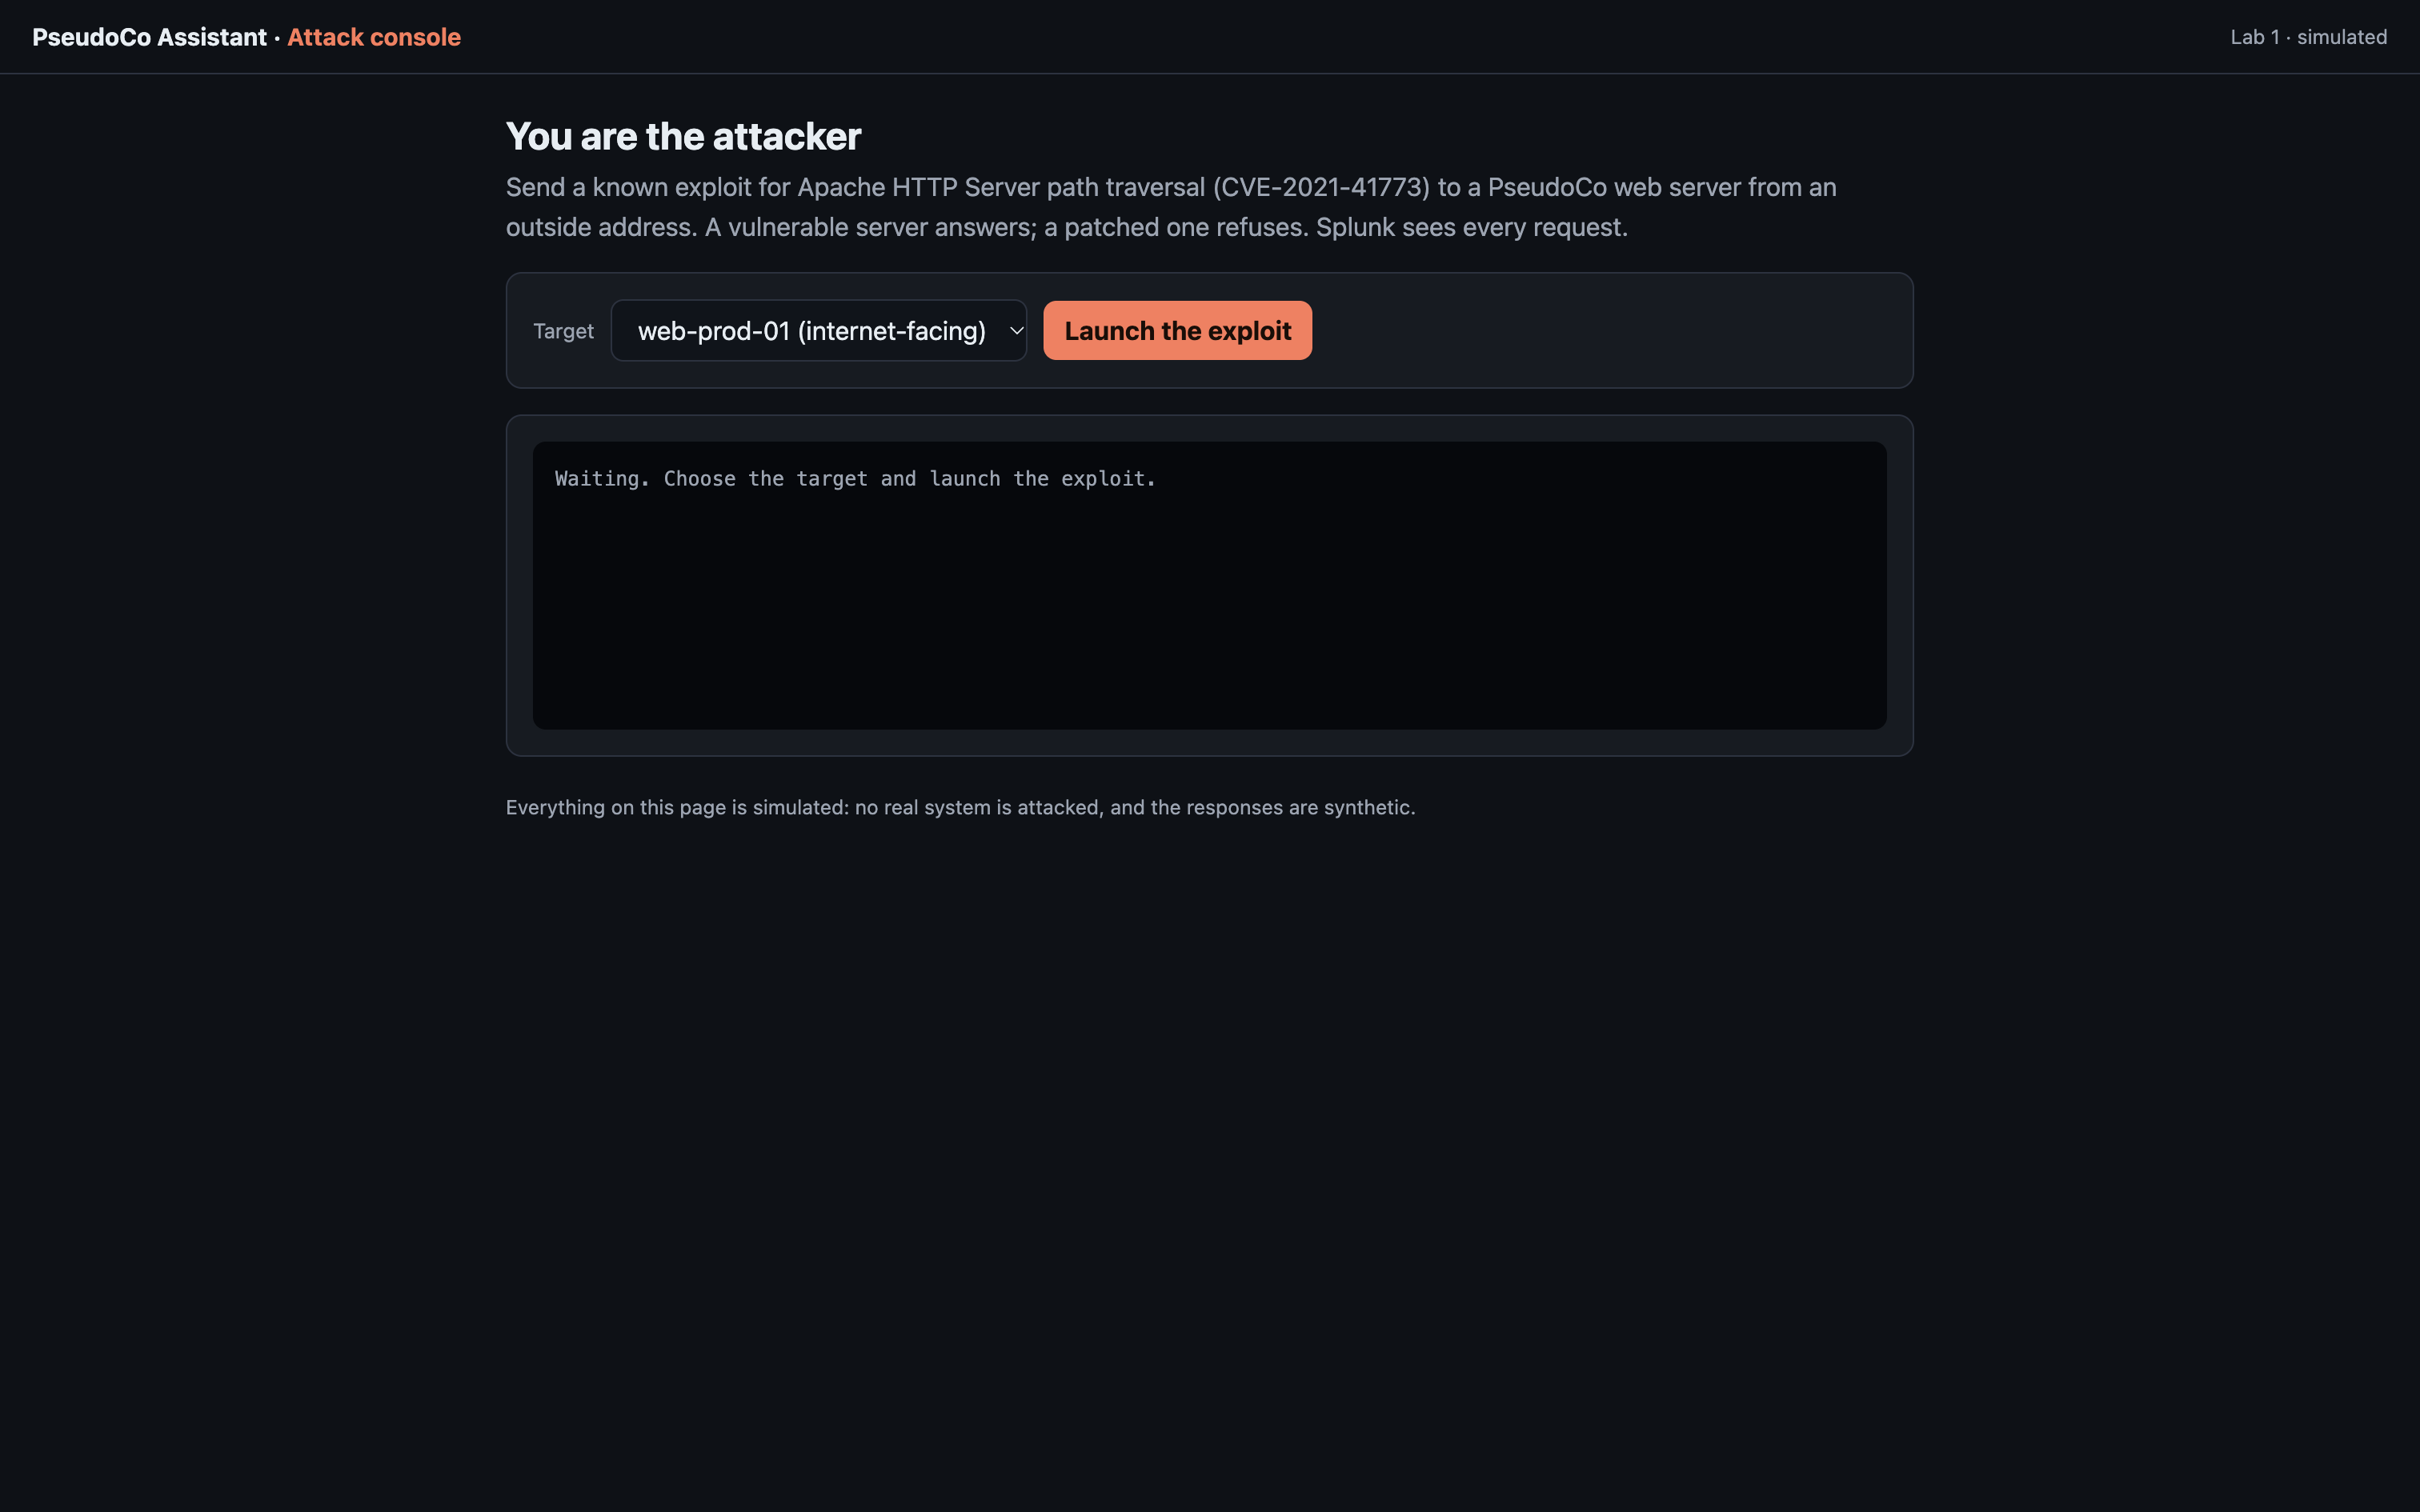 PseudoCo Assistant · Attack console
Lab 1 · simulated
You are the attacker
Send a known exploit for Apache HTTP Server path traversal (CVE-2021-41773) to a PseudoCo web server from an
outside address. A vulnerable server answers; a patched one refuses. Splunk sees every request.
Target
web-prod-01 (internet-facing)
Launch the exploit
Waiting. Choose the target and launch the exploit.
Everything on this page is simulated: no real system is attacked, and the responses are synthetic.